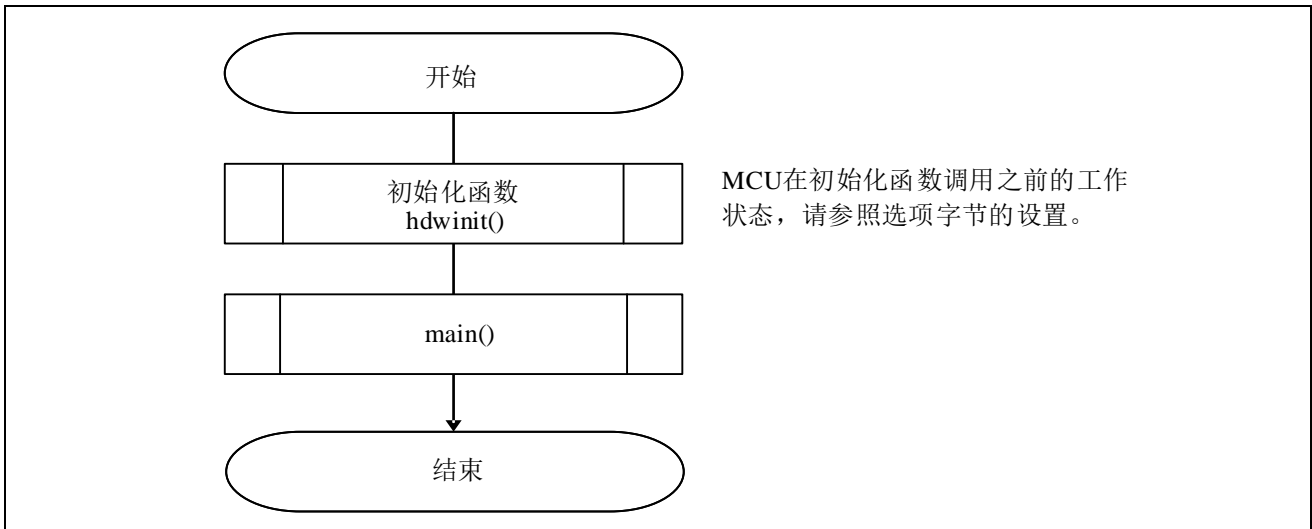 开始
初始化函数
hdwinit()
MCU在初始化函数调用之前的工作
状态，请参照选项字节的设置。
main()
结束